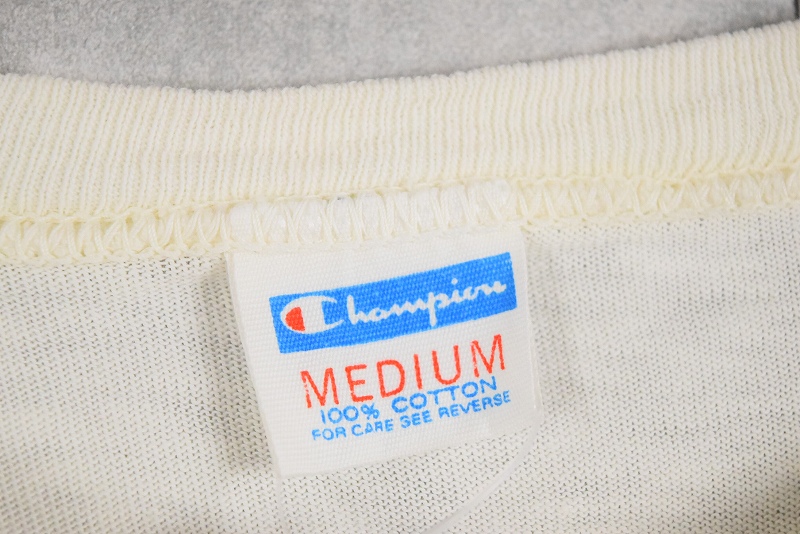 Champion
MEDIUM
100% COTTON
FOR CARE SEE REVERSE